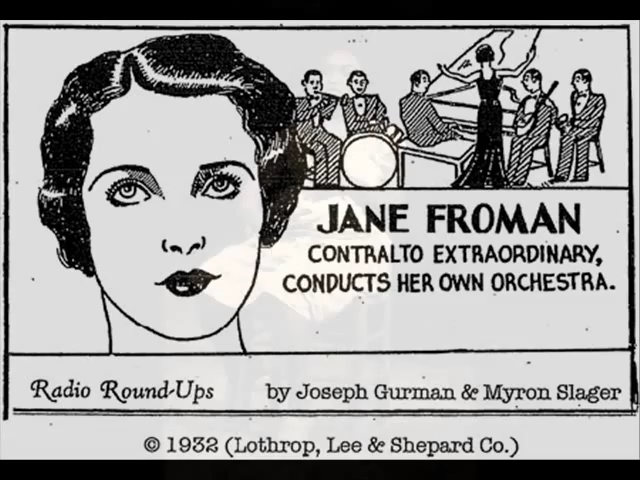 JANE FROMAN
CONTRALTO EXTRAORDINARY,
CONDUCTS HER OWN ORCHESTRA.
Radio Round-Ups by Joseph Gurman & Myron Slager
© 1932 (Lothrop, Lee & Shepard Co.)